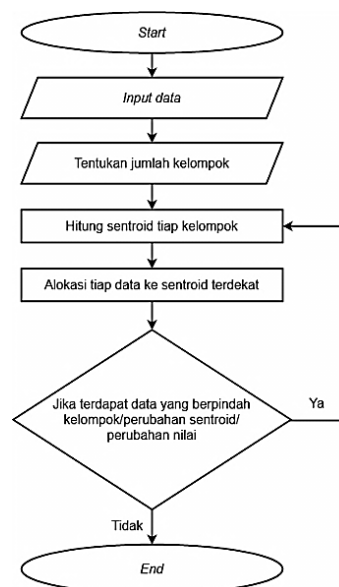 Start
Input data
Tentukan jumlah kelompok
Hitung sentroid tiap kelompok
Alokasi tiap data ke sentroid terdekat
Jika terdapat data yang berpindah
kelompok/perubahan sentroid/
perubahan nilai
Ya
Tidak
End